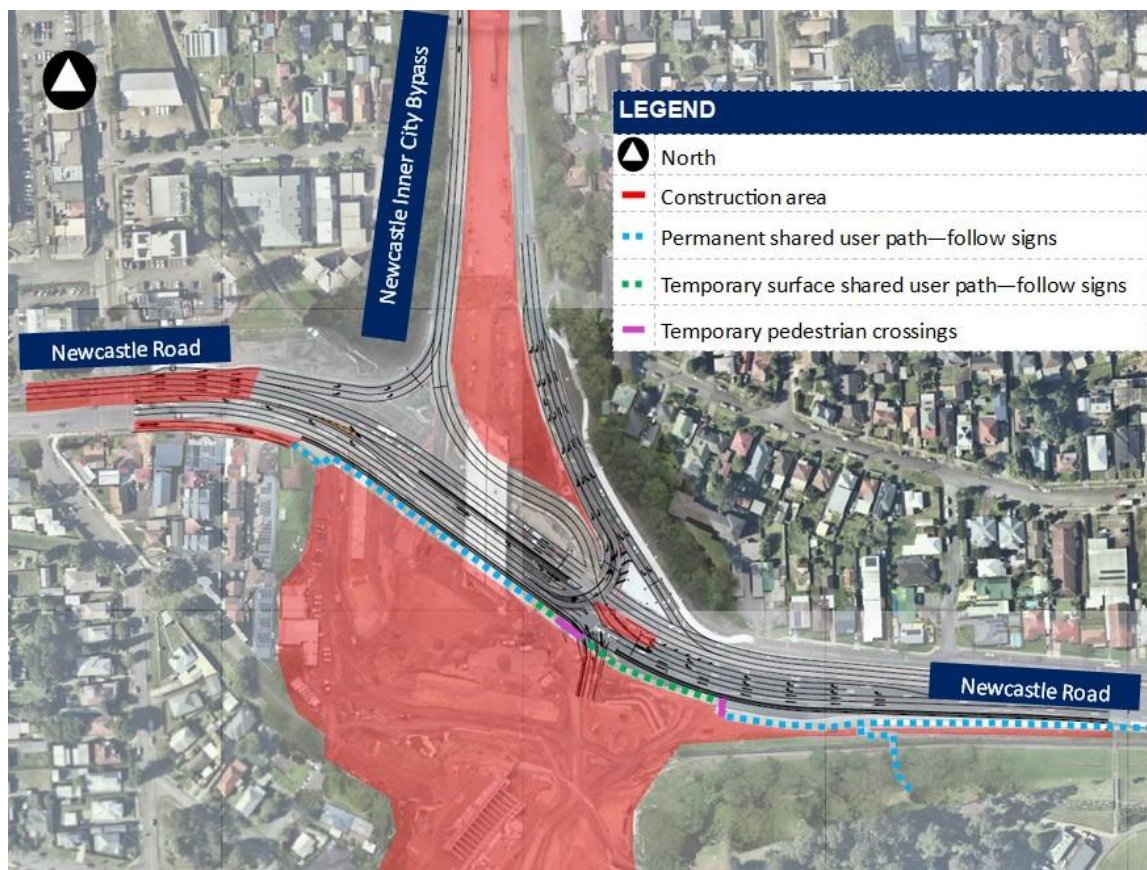 Newcastle Inner City Bypass
LEGEND
North
Construction area
Permanent shared user path—follow signs
Temporary surface shared user path—follow signs
Temporary pedestrian crossings
Newcastle Road
Newcastle Road